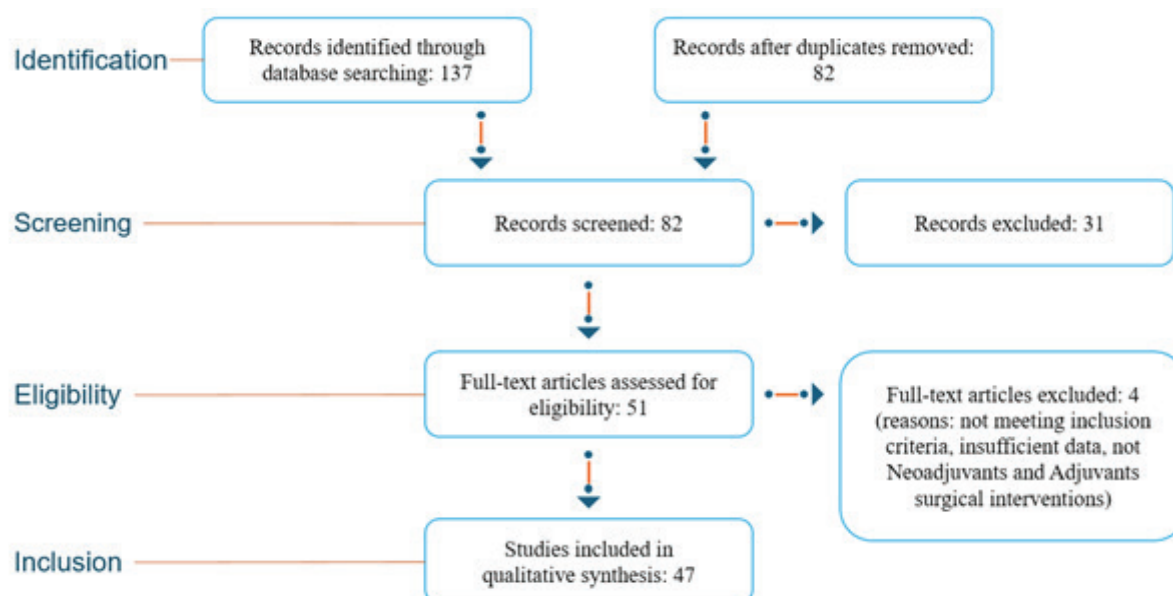 Identification
Records identified through
database searching: 137
Records after duplicates removed:
82
Screening
Records screened: 82
Records excluded: 31
Eligibility
Full-text articles assessed for
eligibility: 51
Full-text articles excluded: 4
(reasons: not meeting inclusion
criteria, insufficient data, not
Neoadjuvants and Adjuvants
surgical interventions)
Inclusion
Studies included in
qualitative synthesis: 47